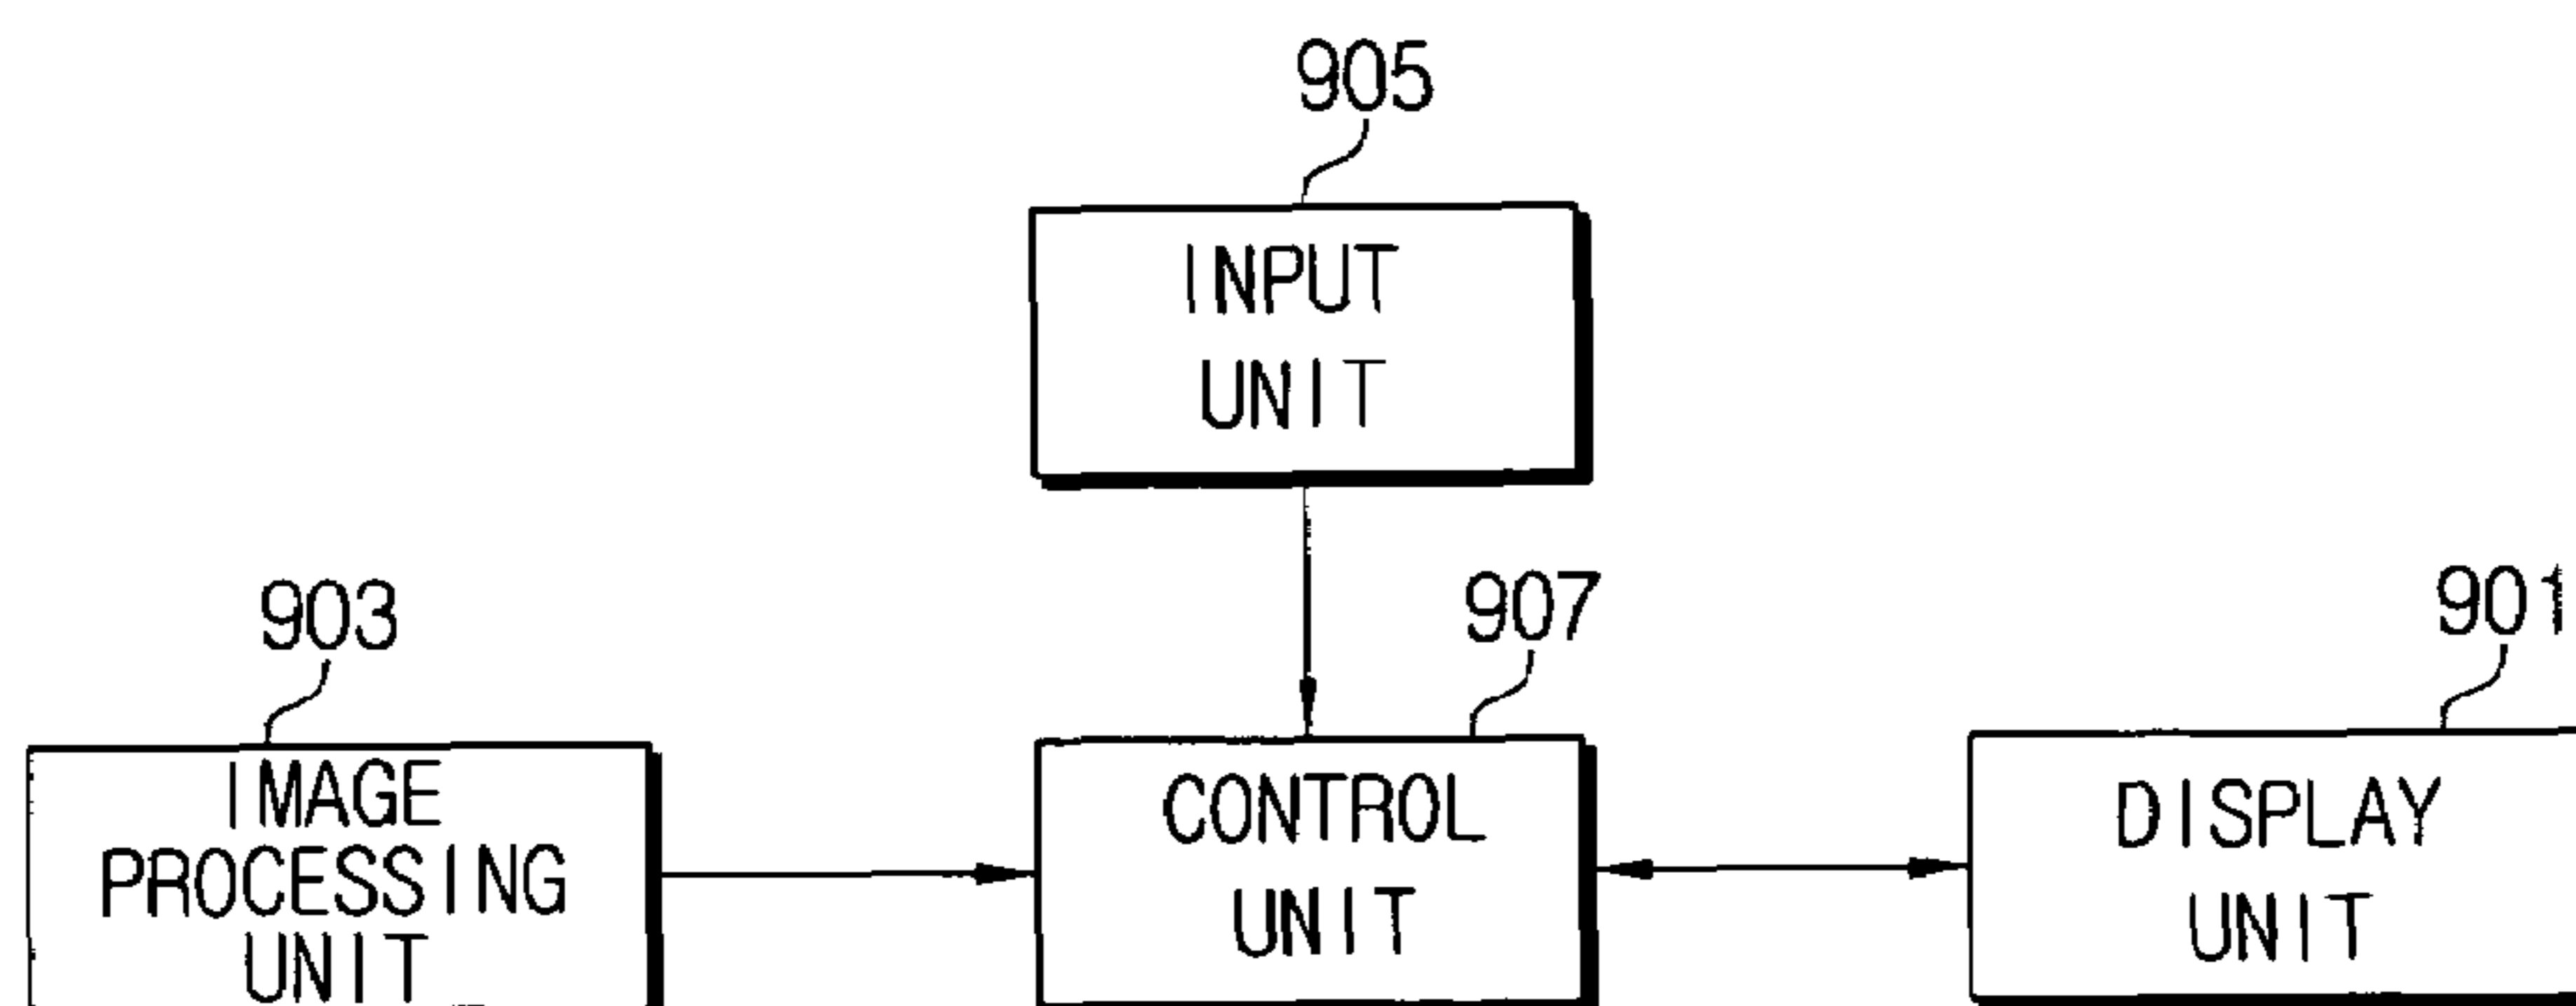 905
INPUT
UNIT
903
907
901
IMAGE
PROCESSING
UNIT
CONTROL
UNIT
DISPLAY
UNIT